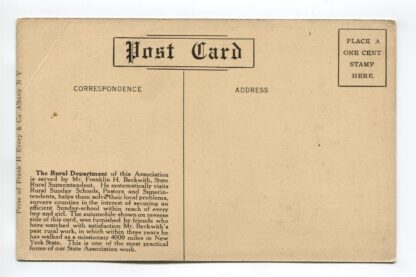 Post Card
PLACE A
ONE CENT
STAMP
HERE.
CORRESPONDENCE
ADDRESS
Press of Frank H Evory & Co Albany N Y
The Rural Department of this Association
is served by Mr. Franklin H. Beckwith, State
Rural Superintendent. He systematically visits
Rural Sunday Schools, Pastors and Superin-
tendents, helps them solve their local problems,
surveys counties in the interest of securing an
efficient Sunday-school within reach of every
boy and girl. The automobile shown on reverse
side of this card, was furnished by friends who
have watched with satisfaction Mr. Beckwith's
past rural work, in which within three years he
has walked as a missionary 4000 miles in New
York State. This is one of the most practical
forms of our State Association work.